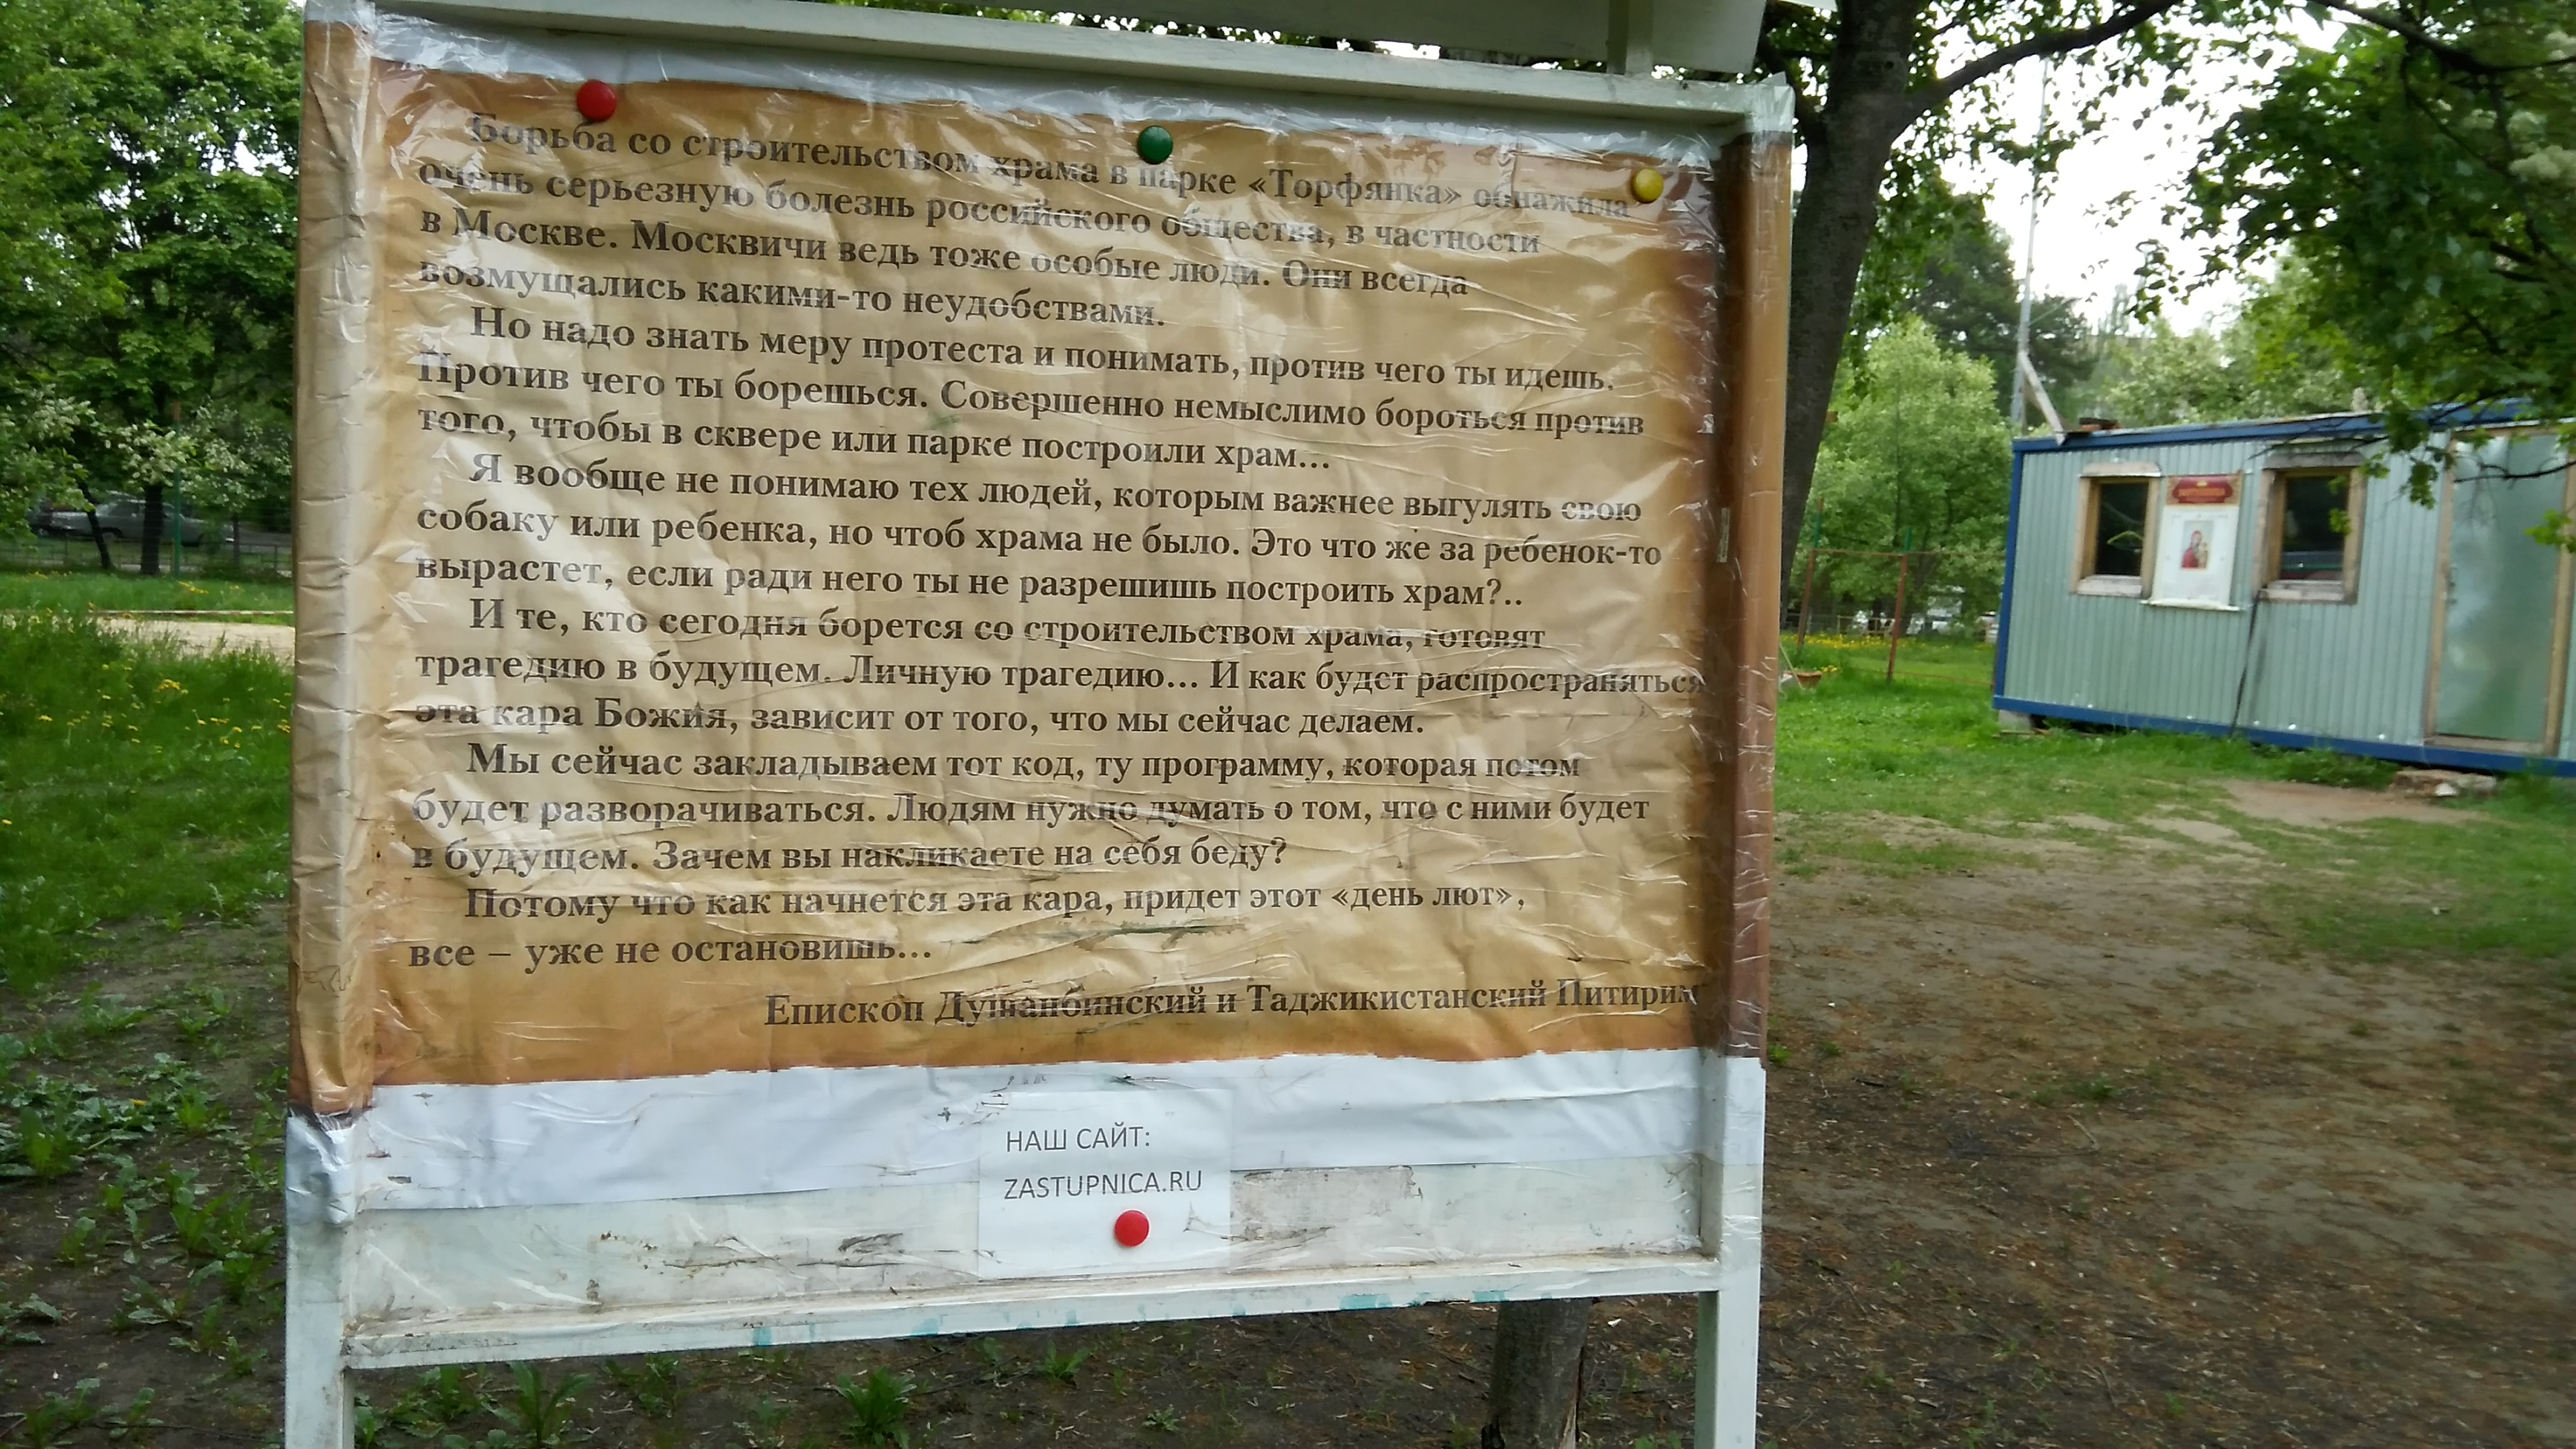 Борьба со строительством храма в парке «Торфянка» обнажила
очень серьезную болезнь российского общества, в частности
в Москве. Москвичи ведь тоже особые люди. Они всегда
возмущались какими-то неудобствами.
Но надо знать меру протеста и понимать, против чего ты идешь.
Против чего ты борешься. Совершенно немыслимо бороться против
того, чтобы в сквере или парке построили храм...
Я вообще не понимаю тех людей, которым важнее выгулять свою
собаку или ребенка, но чтоб храма не было. Это что же за ребенок-то
вырастет, если ради него ты не разрешишь построить храм?..
И те, кто сегодня борется со строительством храма, готовят
трагедию в будущем. Личную трагедию... И как будет распространяться
эта кара Божия, зависит от того, что мы сейчас делаем.
Мы сейчас закладываем тот код, ту программу, которая потом
будет разворачиваться. Людям нужно думать о том, что с ними будет
в будущем. Зачем вы накликаете на себя беду?
Потому что как начнется эта кара, придет этот «день лют»,
все – уже не остановишь...
Епископ Душанбинский и Таджикистанский Питирим
НАШ САЙТ:
ZASTUPNICA.RU